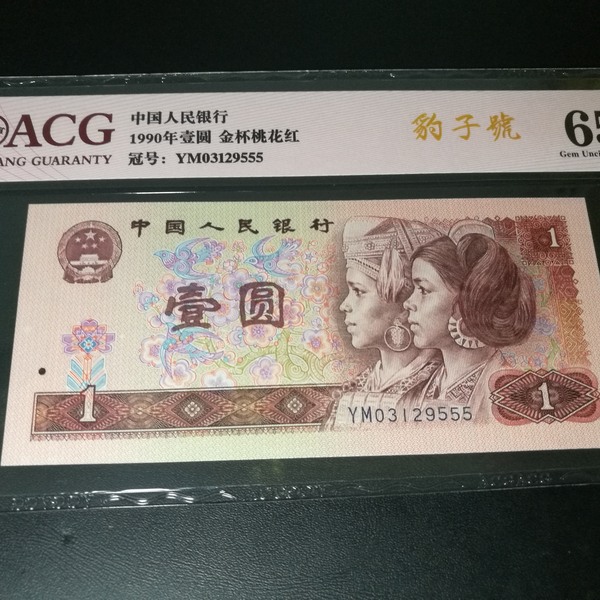 ACG
ANG GUARANTY
中国人民银行
1990年壹圆 金杯桃花红
冠号：YM03129555
豹子號
65
Gem Unci
中国人民银行
1
壹圆
1
1
YM03129555